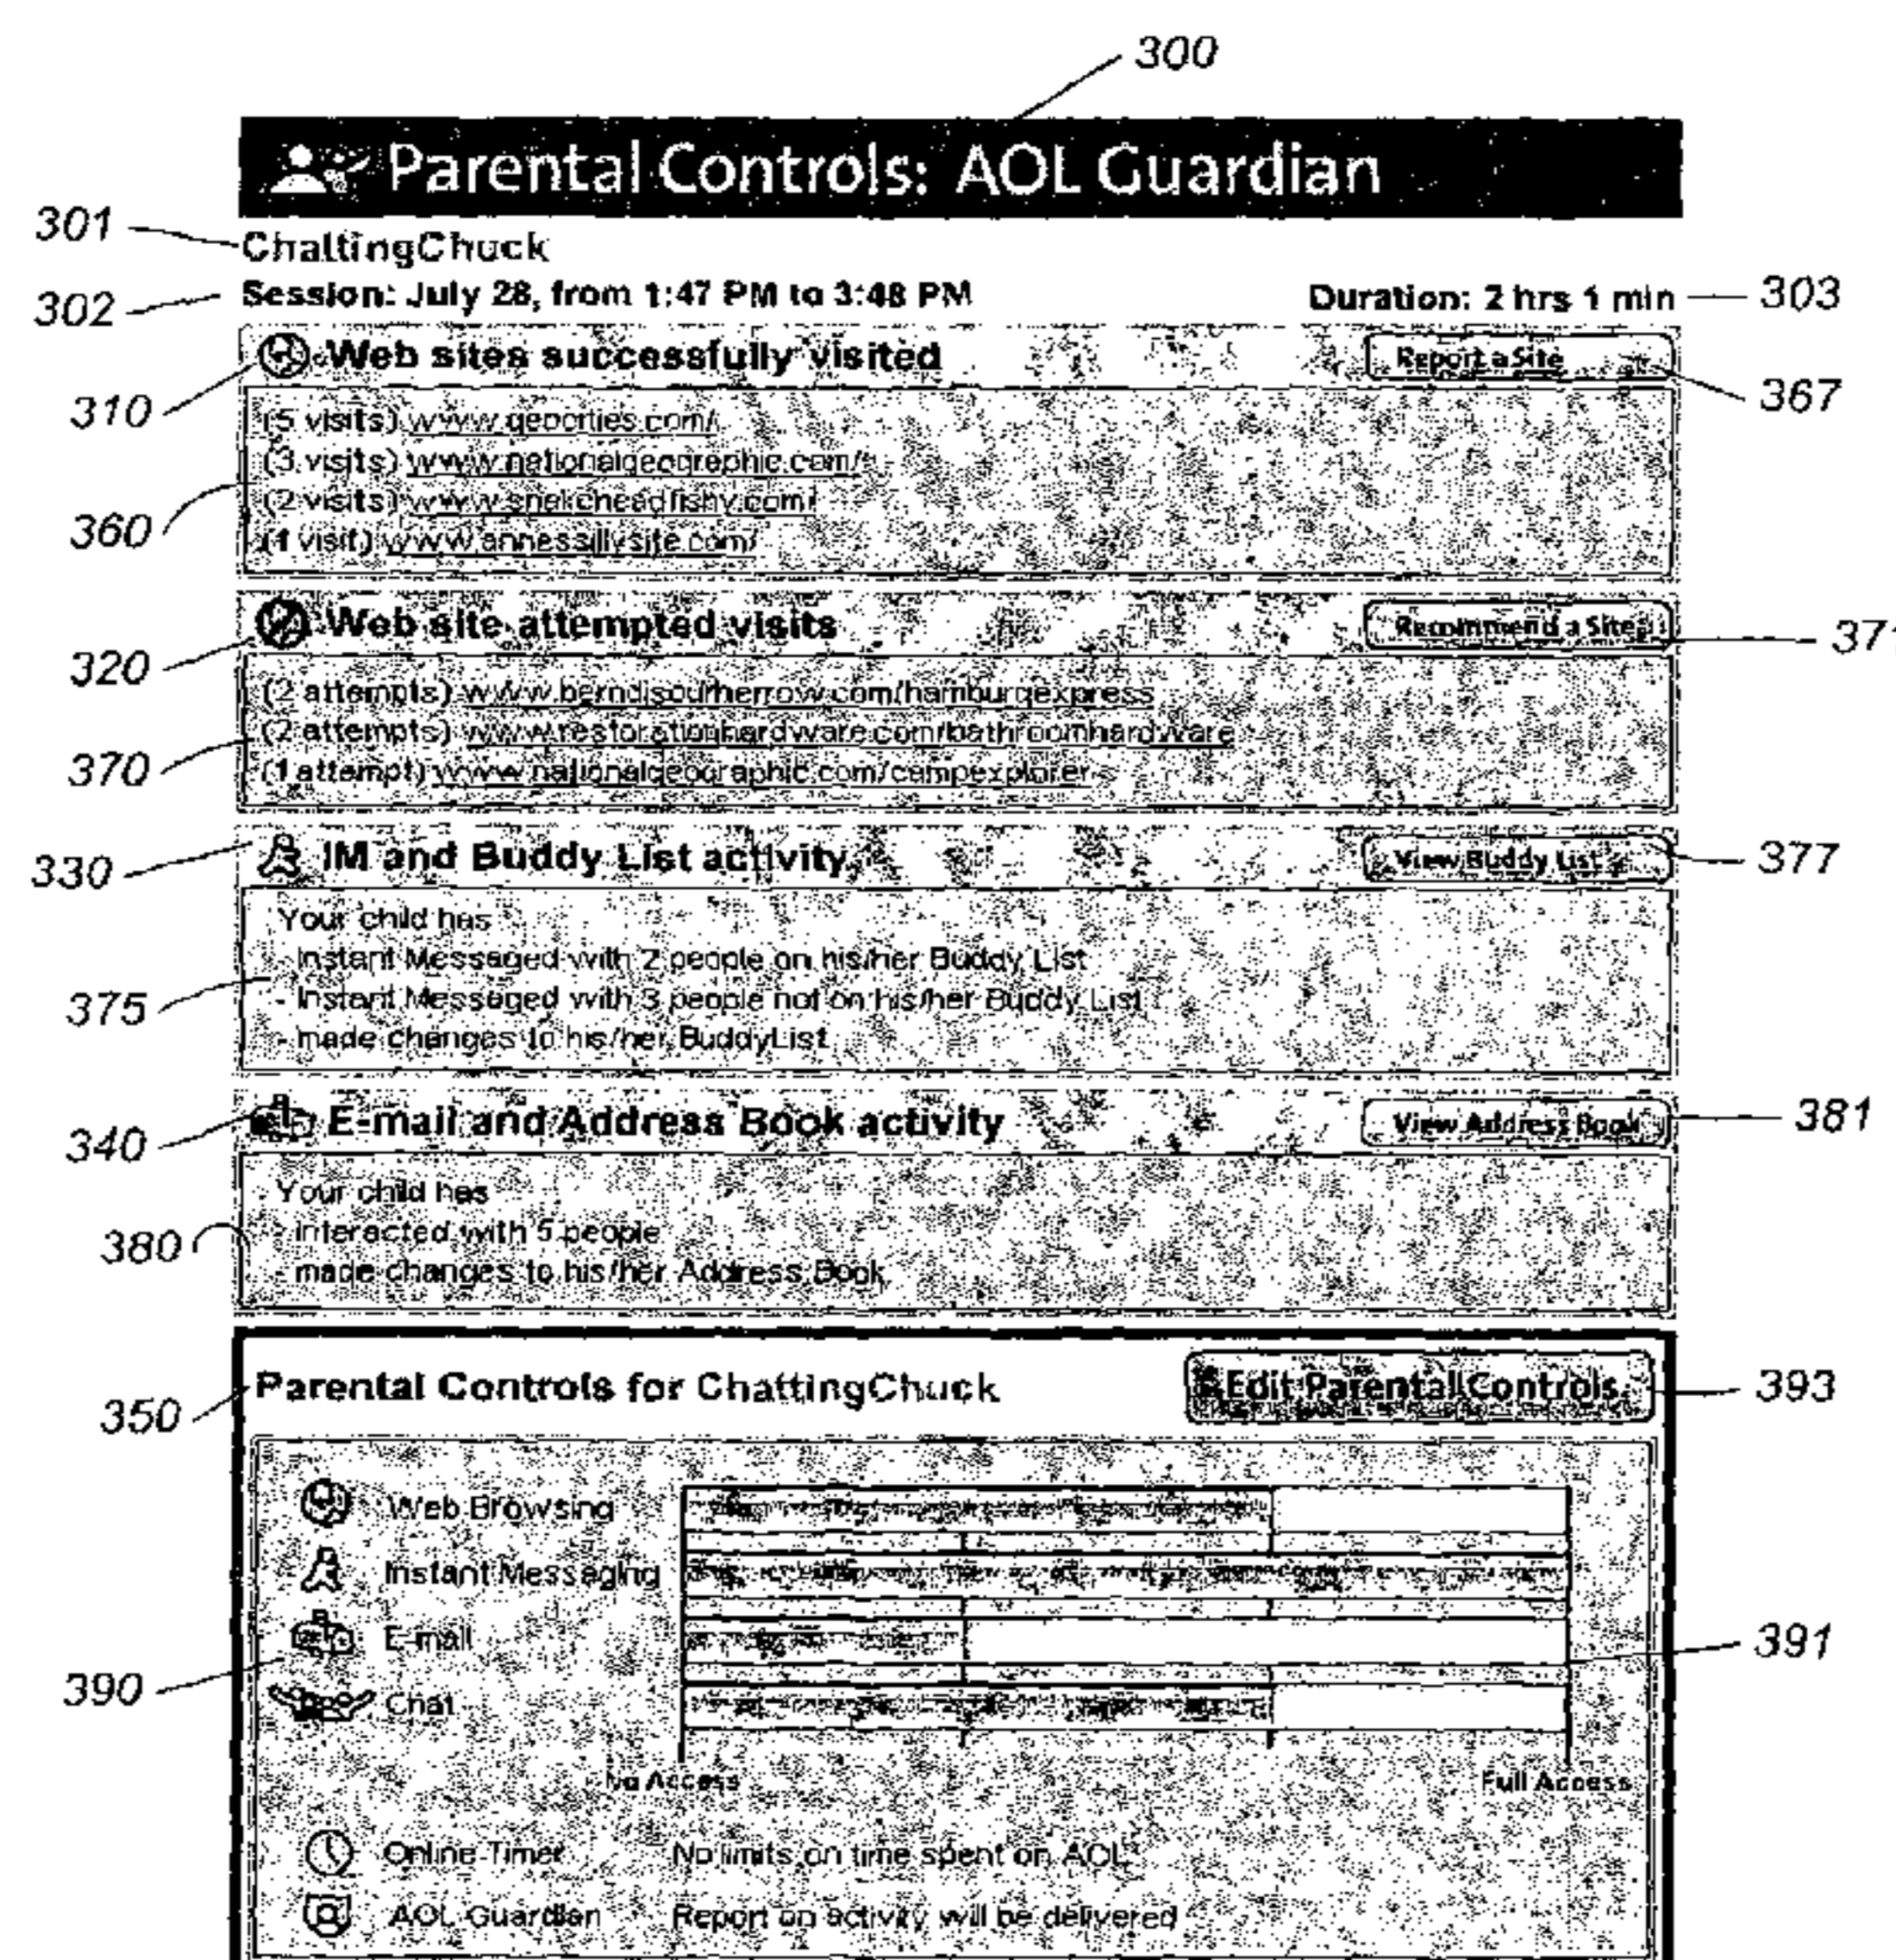 300
Parental Controls: AOL Guardian
301
ChattingChuck
302
Session: July 28, from 1:47 PM to 3:48 PM
Duration: 2 hrs 1 min
303
Web sites successfully visited
Report a Site
310
367
(5 visits)
(3 visits) www.nationalgeographic.com/
360
(2 visits) www.snakeheadfishy.com/
(1 visit) www.annessillysite.com/
Web site attempted visits
Recommend a Site
371
320
(2 attempts)
(2 attempts) www.restorationhardware.com/bathroomhardware
370
(1 attempt) www.nationalgeographic.com/campexplorer
330
IM and Buddy List activity
View Buddy List
377
Your child has
- Instant Messaged with 2 people on his/her Buddy List
375
- Instant Messaged with 3 people not on his/her Buddy List
- made changes to his/her BuddyList
340
E-mail and Address Book activity
View Address Book
381
Your child has
380
- interacted with 5 people
- made changes to his/her Address Book
350
Parental Controls for ChattingChuck
Edit Parental Controls
393
Web Browsing
Instant Messaging
E-mail
391
390
Chat
No Access
Full Access
Online Timer
No limits on time spent on AOL
AOL Guardian
Report on activity will be delivered